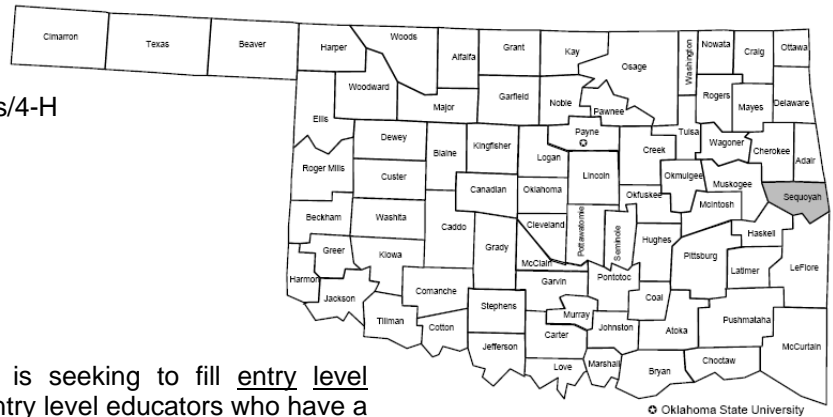 Cimarron
Texas
Beaver
Harper
Woods
Alfalfa
Grant
Kay
Osage
Washington
Nowata
Craig
Ottawa
s/4-H
Ellis
Woodward
Major
Garfield
Noble
Pawnee
Rogers
Mayes
Delaware
Dewey
Blaine
Kingfisher
Logan
Payne
Creek
Tulsa
Wagoner
Cherokee
Adair
Roger Mills
Custer
Canadian
Oklahoma
Lincoln
Okfuskee
Okmulgee
Muskogee
McIntosh
Sequoyah
Beckham
Washita
Caddo
Grady
Cleveland
Pottawatomie
Seminole
Hughes
Pittsburg
Haskell
Latimer
LeFlore
Greer
Kiowa
McClain
Garvin
Pontotoc
Coal
Harmon
Jackson
Comanche
Stephens
Murray
Johnston
Atoka
Pushmataha
McCurtain
Tillman
Cotton
Jefferson
Carter
Love
Marshall
Bryan
Choctaw
Oklahoma State University
is seeking to fill entry level
ntry level educators who have a